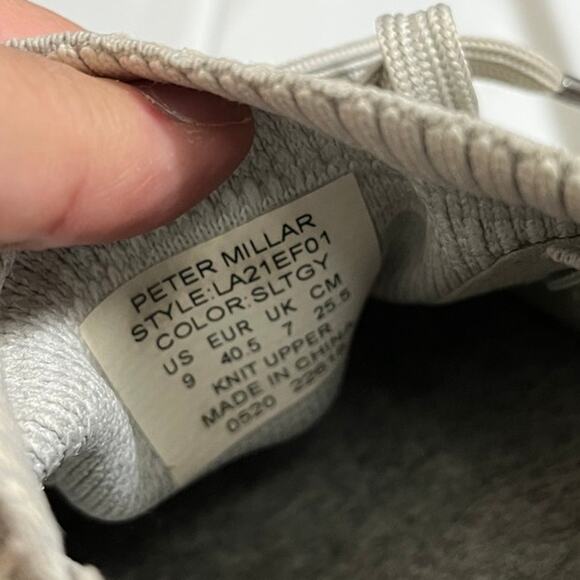 PETER MILLAR
STYLE:LA21EF01
COLOR:SLTGY
US EUR UK CM
9 40.5 7 25.5
KNIT UPPER
MADE IN CHINA
0520